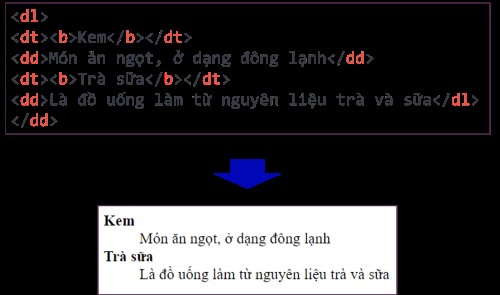 <dl>
<dt><b>Kem</b></dt>
<dd>Món ăn ngọt, ở dạng đông lạnh</dd>
<dt><b>Trà sữa</b></dt>
<dd>Là đồ uống làm từ nguyên liệu trà và sữa</dl>
</dd>
Kem
Món ăn ngọt, ở dạng đông lạnh
Trà sữa
Là đồ uống làm từ nguyên liệu trà và sữa